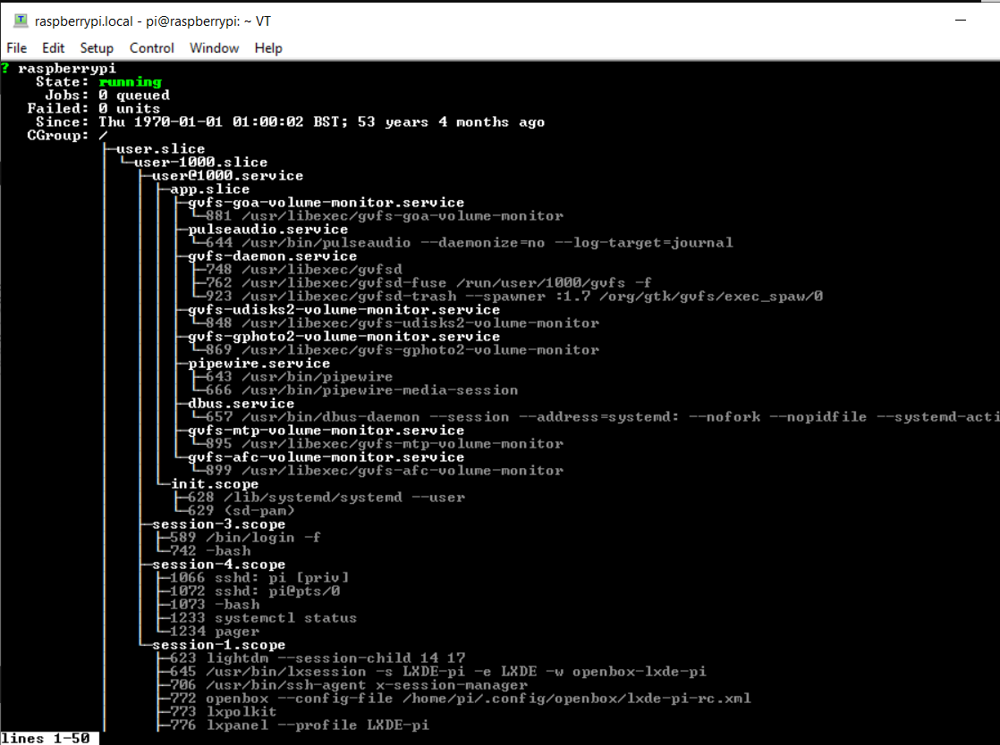 raspberrypi.local - pi@raspberrypi: ~ VT
File Edit Setup Control Window Help
? raspberrypi
State: running
Jobs: 0 queued
Failed: 0 units
Since: Thu 1970-01-01 01:00:02 BST; 53 years 4 months ago
CGroup: /
├─user.slice
│ └─user-1000.slice
│   ├─user@1000.service
│   │ ├─app.slice
│   │ │ ├─gvfs-goa-volume-monitor.service
│   │ │ │ └─881 /usr/libexec/gvfs-goa-volume-monitor
│   │ │ ├─pulseaudio.service
│   │ │ │ └─644 /usr/bin/pulseaudio --daemonize=no --log-target=journal
│   │ │ ├─gvfs-daemon.service
│   │ │ │ ├─748 /usr/libexec/gvfsd
│   │ │ │ ├─762 /usr/libexec/gvfsd-fuse /run/user/1000/gvfs -f
│   │ │ │ └─923 /usr/libexec/gvfsd-trash --spawner :1.7 /org/gtk/gvfs/exec_spaw/0
│   │ │ ├─gvfs-udisks2-volume-monitor.service
│   │ │ │ └─848 /usr/libexec/gvfs-udisks2-volume-monitor
│   │ │ ├─gvfs-gphoto2-volume-monitor.service
│   │ │ │ └─869 /usr/libexec/gvfs-gphoto2-volume-monitor
│   │ │ ├─pipewire.service
│   │ │ │ ├─643 /usr/bin/pipewire
│   │ │ │ └─666 /usr/bin/pipewire-media-session
│   │ │ ├─dbus.service
│   │ │ │ └─657 /usr/bin/dbus-daemon --session --address=systemd: --nofork --nopidfile --systemd-acti
│   │ │ ├─gvfs-mtp-volume-monitor.service
│   │ │ │ └─895 /usr/libexec/gvfs-mtp-volume-monitor
│   │ │ └─gvfs-afc-volume-monitor.service
│   │ │   └─899 /usr/libexec/gvfs-afc-volume-monitor
│   │ └─init.scope
│   │   ├─628 /lib/systemd/systemd --user
│   │   └─629 (sd-pam)
│   ├─session-3.scope
│   │ ├─589 /bin/login -f
│   │ └─742 -bash
│   ├─session-4.scope
│   │ ├─1066 sshd: pi [priv]
│   │ ├─1072 sshd: pi@pts/0
│   │ ├─1073 -bash
│   │ ├─1233 systemctl status
│   │ └─1234 pager
│   └─session-1.scope
│     ├─623 lightdm --session-child 14 17
│     ├─645 /usr/bin/lxsession -s LXDE-pi -e LXDE -w openbox-lxde-pi
│     ├─706 /usr/bin/ssh-agent x-session-manager
│     ├─772 openbox --config-file /home/pi/.config/openbox/lxde-pi-rc.xml
│     ├─773 lxpolkit
│     ├─776 lxpanel --profile LXDE-pi
lines 1-50